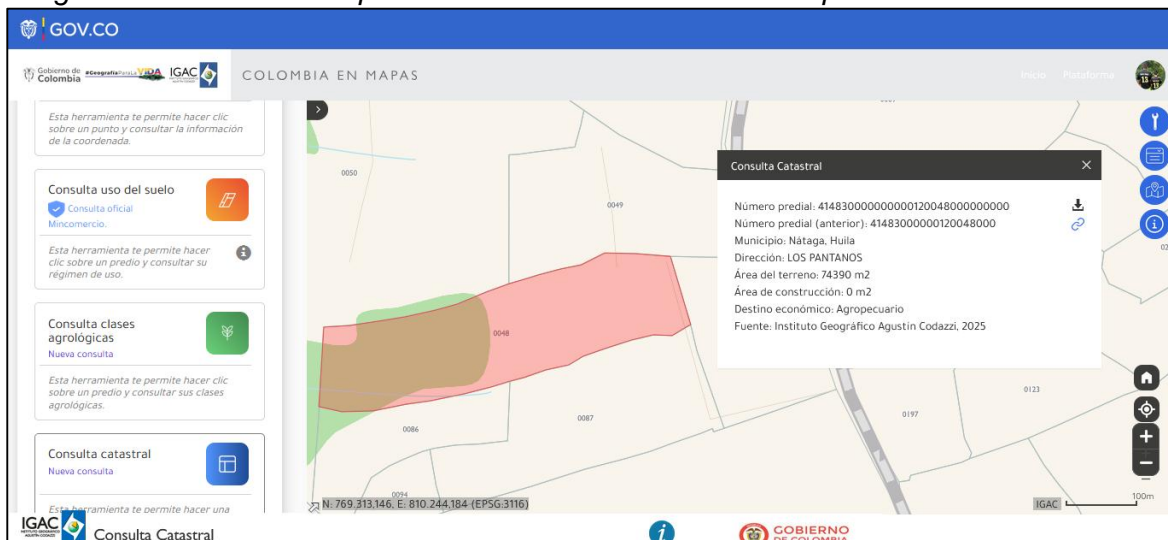 GOV.CO
Gobierno de
Colombia
#GeografíaParaLaVIDA
IGAC
COLOMBIA EN MAPAS
Inicio
Plataforma
Esta herramienta te permite hacer clic
sobre un punto y consultar la información
de la coordenada.
Consulta uso del suelo
Consulta oficial
Mincomercio.
Esta herramienta te permite hacer
clic sobre un predio y consultar su
régimen de uso.
Consulta clases
agrológicas
Nueva consulta
Esta herramienta te permite hacer clic
sobre un predio y consultar sus clases
agrológicas.
Consulta catastral
Nueva consulta
Esta herramienta te permite hacer una
0050
0049
0048
0086
0087
0094
0197
0123
Consulta Catastral
Número predial: 414830000000000120048000000000
Número predial (anterior): 41483000000120048000
Municipio: Nátaga, Huila
Dirección: LOS PANTANOS
Área del terreno: 74390 m2
Área de construcción: 0 m2
Destino económico: Agropecuario
Fuente: Instituto Geográfico Agustín Codazzi, 2025
N: 769.313,146, E: 810.244,184 (EPSG:3116)
IGAC
100m
IGAC
Consulta Catastral
GOBIERNO
DE COLOMBIA